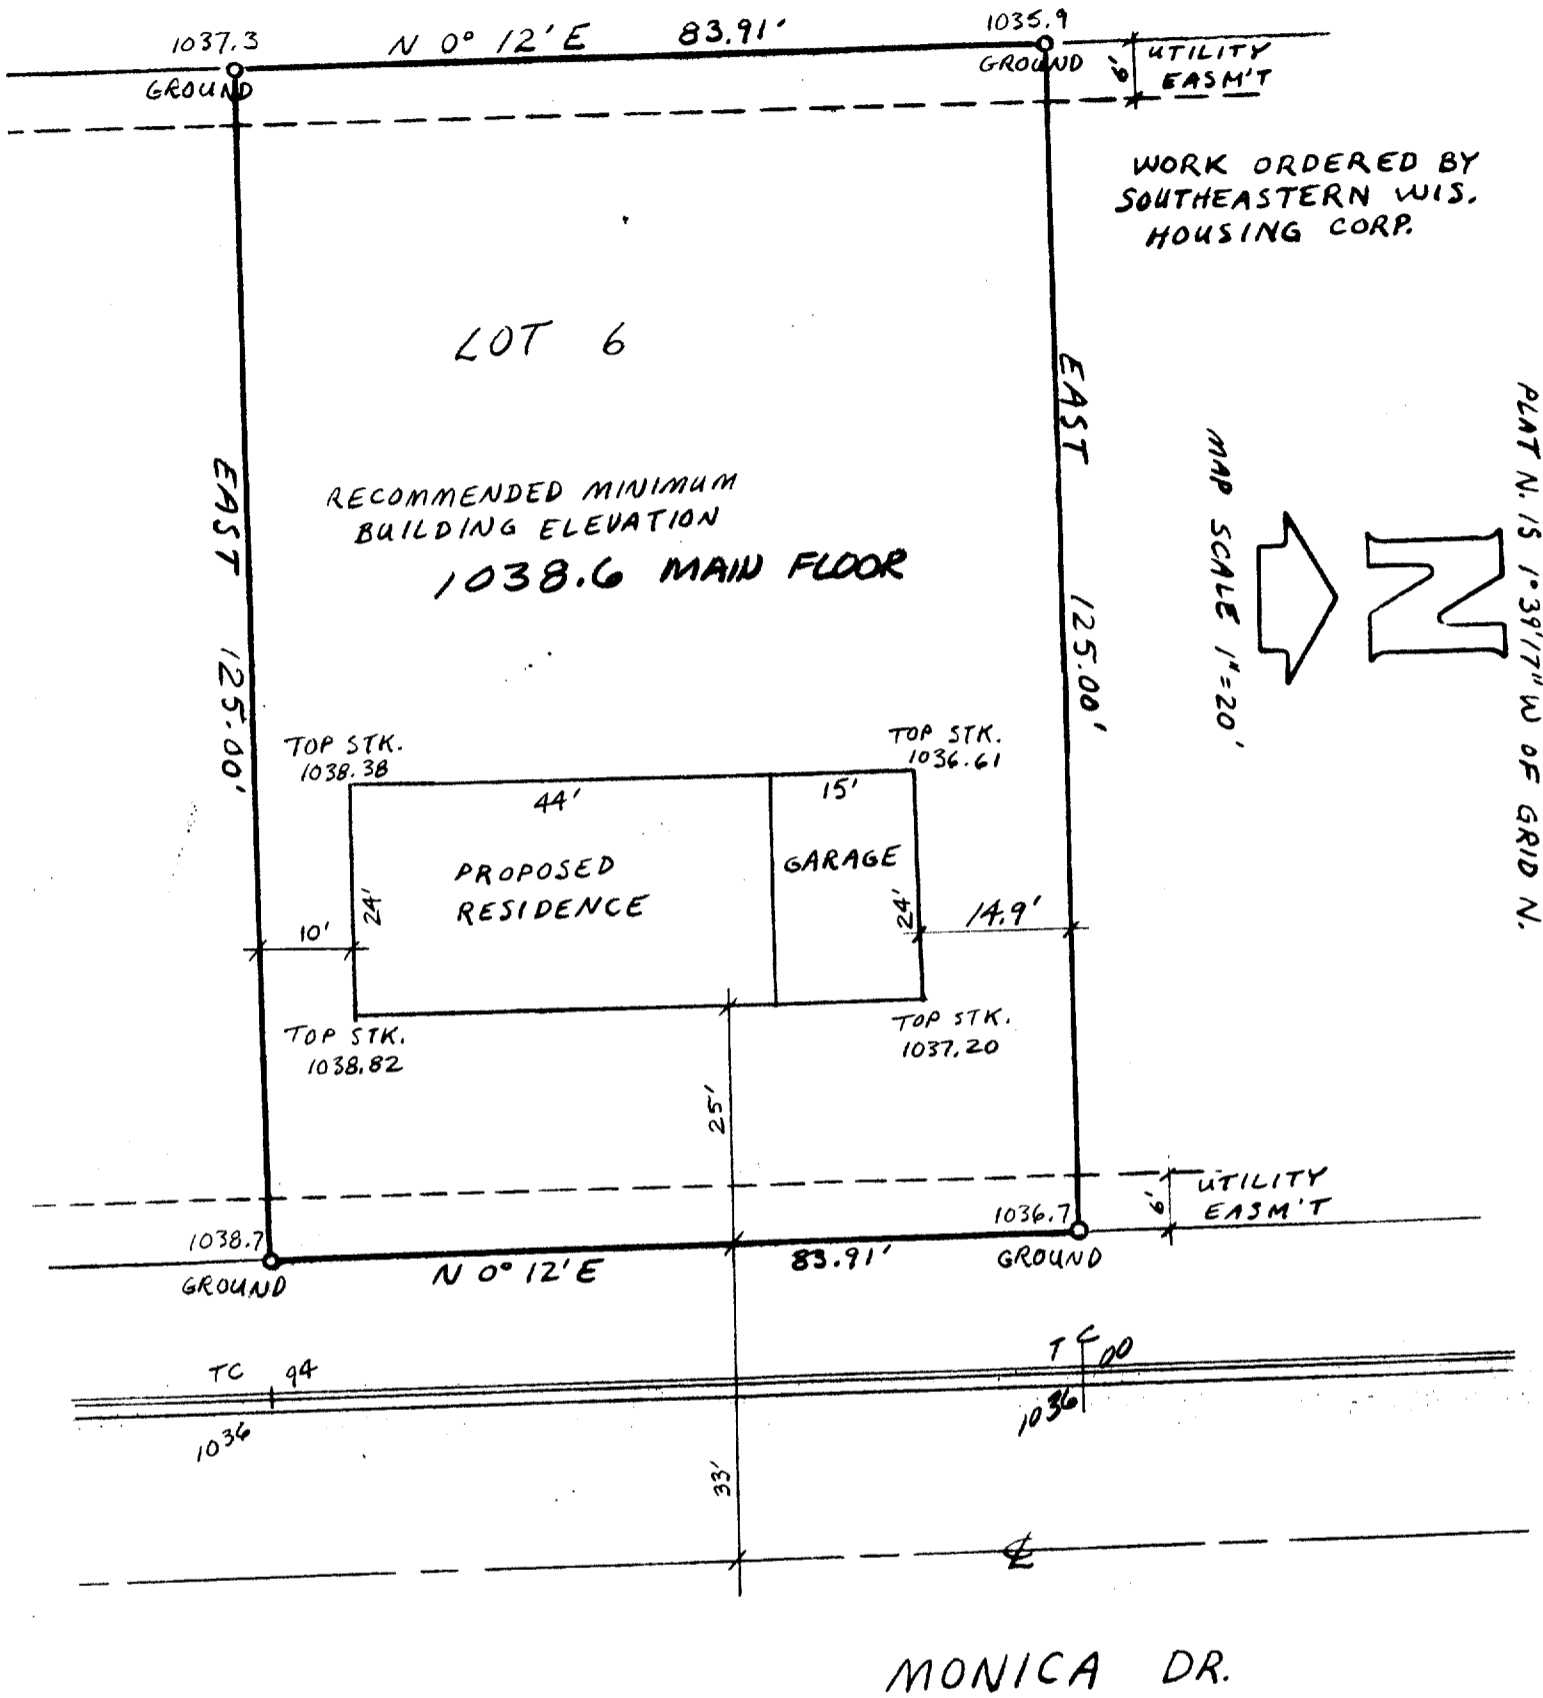 1037.3
N 0° 12' E 83.91'
1035.9
GROUND
GROUND
6'
UTILITY
EASM'T
WORK ORDERED BY
SOUTHEASTERN WIS.
HOUSING CORP.
LOT 6
EAST 125.00'
EAST 125.00'
RECOMMENDED MINIMUM
BUILDING ELEVATION
1038.6 MAIN FLOOR
MAP SCALE 1"=20'
N
PLAT N. IS 1°39'17" W OF GRID N.
TOP STK.
1038.38
TOP STK.
1036.61
44'
15'
PROPOSED
RESIDENCE
GARAGE
24'
24'
10'
14.9'
TOP STK.
1038.82
TOP STK.
1037.20
25'
UTILITY
EASM'T
6'
1038.7
1036.7
GROUND
N 0° 12' E 83.91'
GROUND
TC 94
1036
TC 00
1036
33'
℄
MONICA DR.